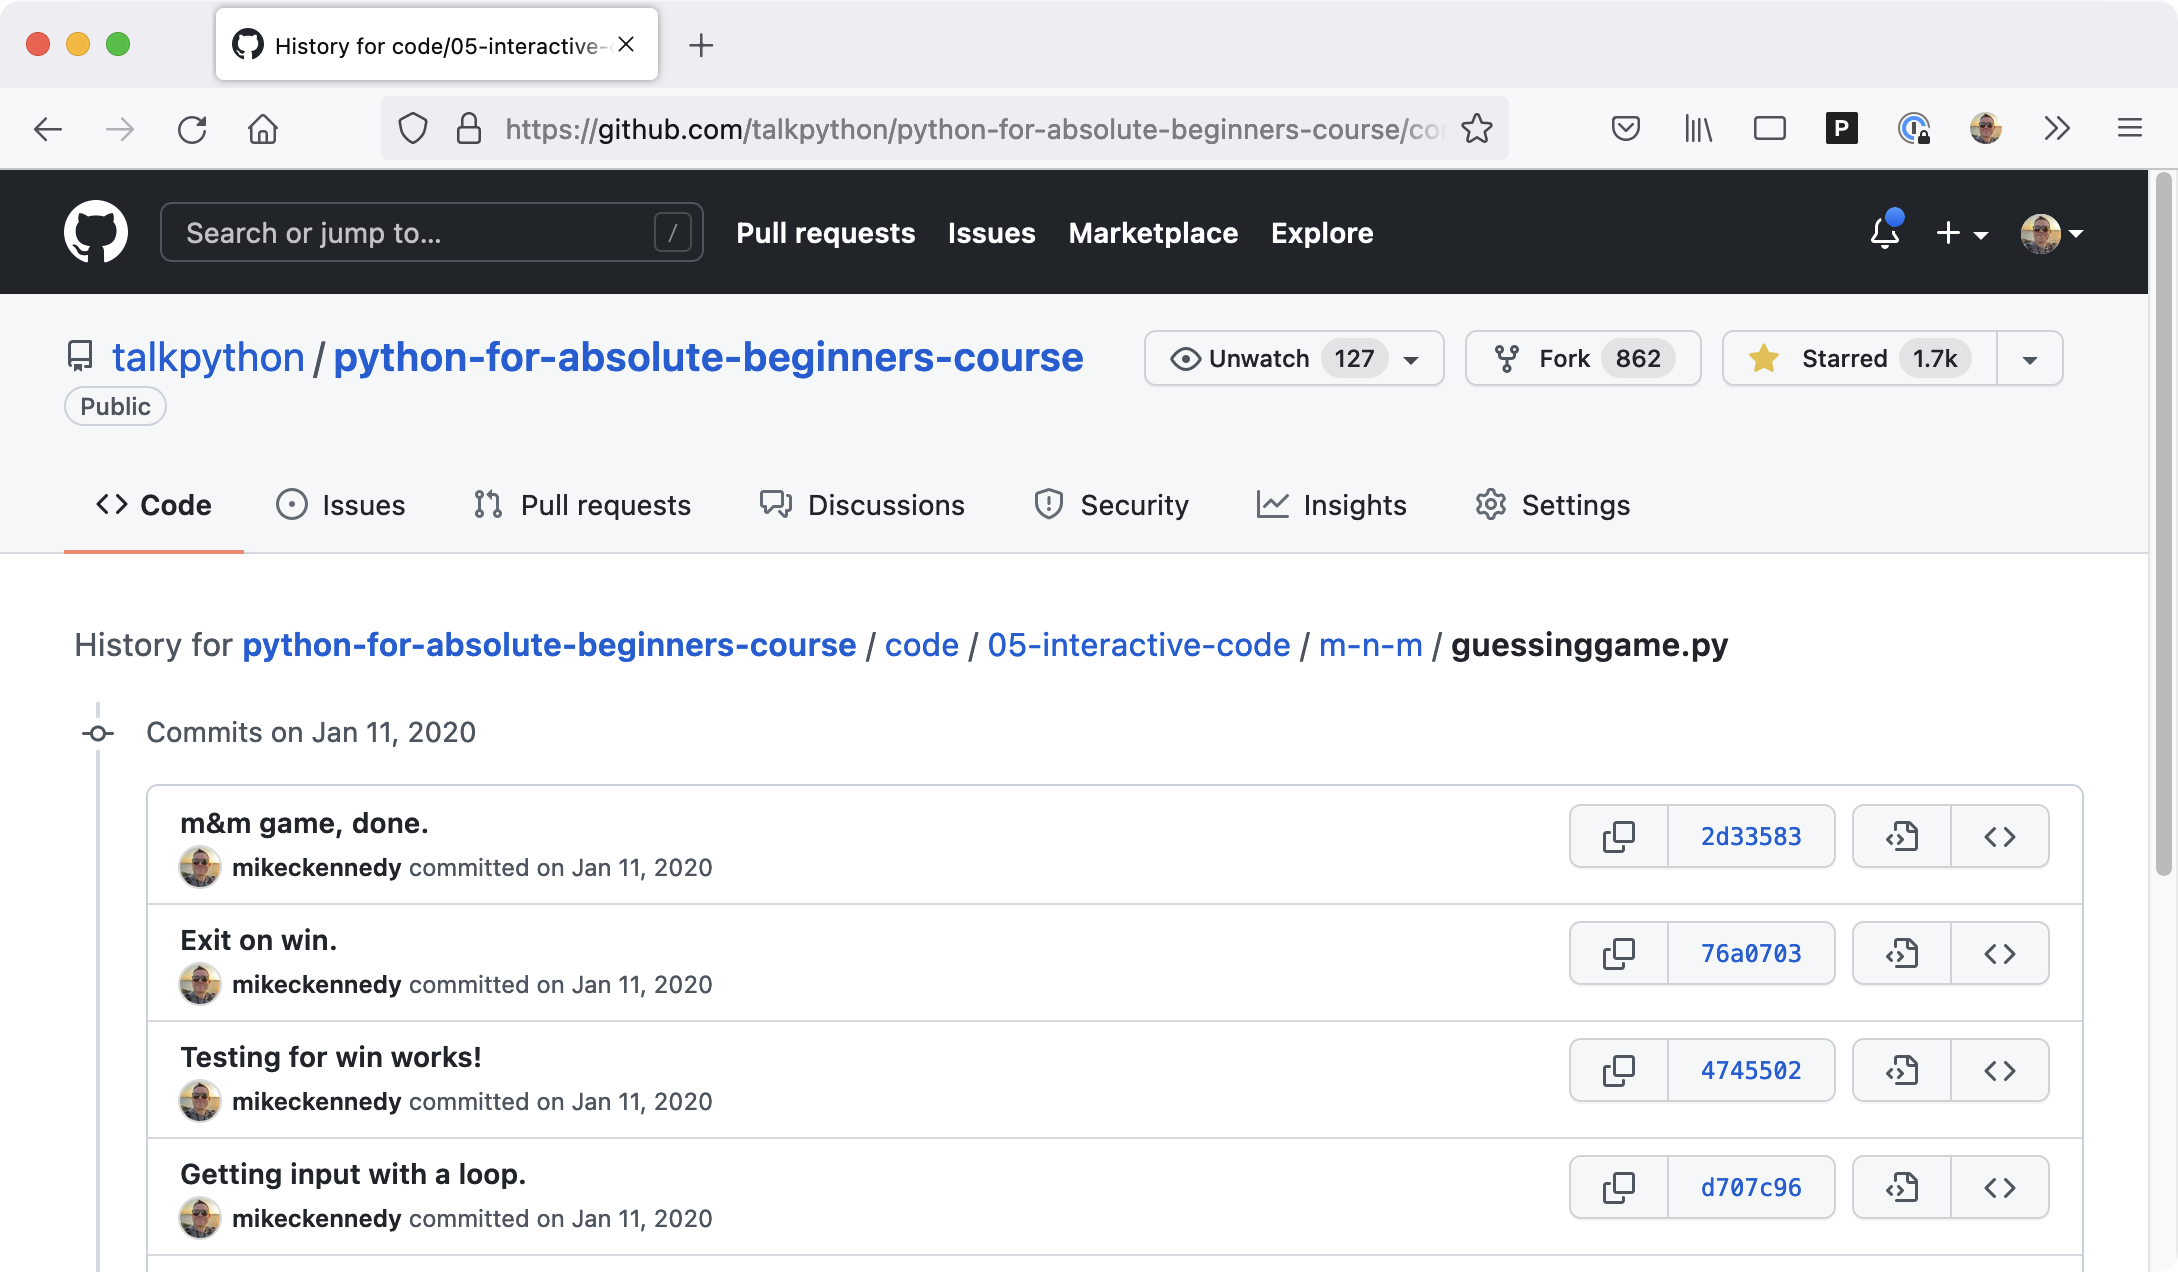 History for code/05-interactive-
https://github.com/talkpython/python-for-absolute-beginners-course/co
P
Search or jump to... /
Pull requests Issues Marketplace Explore
talkpython / python-for-absolute-beginners-course
Unwatch 127
Fork 862
Starred 1.7k
Public
Code Issues Pull requests Discussions Security Insights Settings
History for python-for-absolute-beginners-course / code / 05-interactive-code / m-n-m / guessinggame.py
Commits on Jan 11, 2020
m&m game, done.
mikeckennedy committed on Jan 11, 2020
2d33583
Exit on win.
mikeckennedy committed on Jan 11, 2020
76a0703
Testing for win works!
mikeckennedy committed on Jan 11, 2020
4745502
Getting input with a loop.
mikeckennedy committed on Jan 11, 2020
d707c96